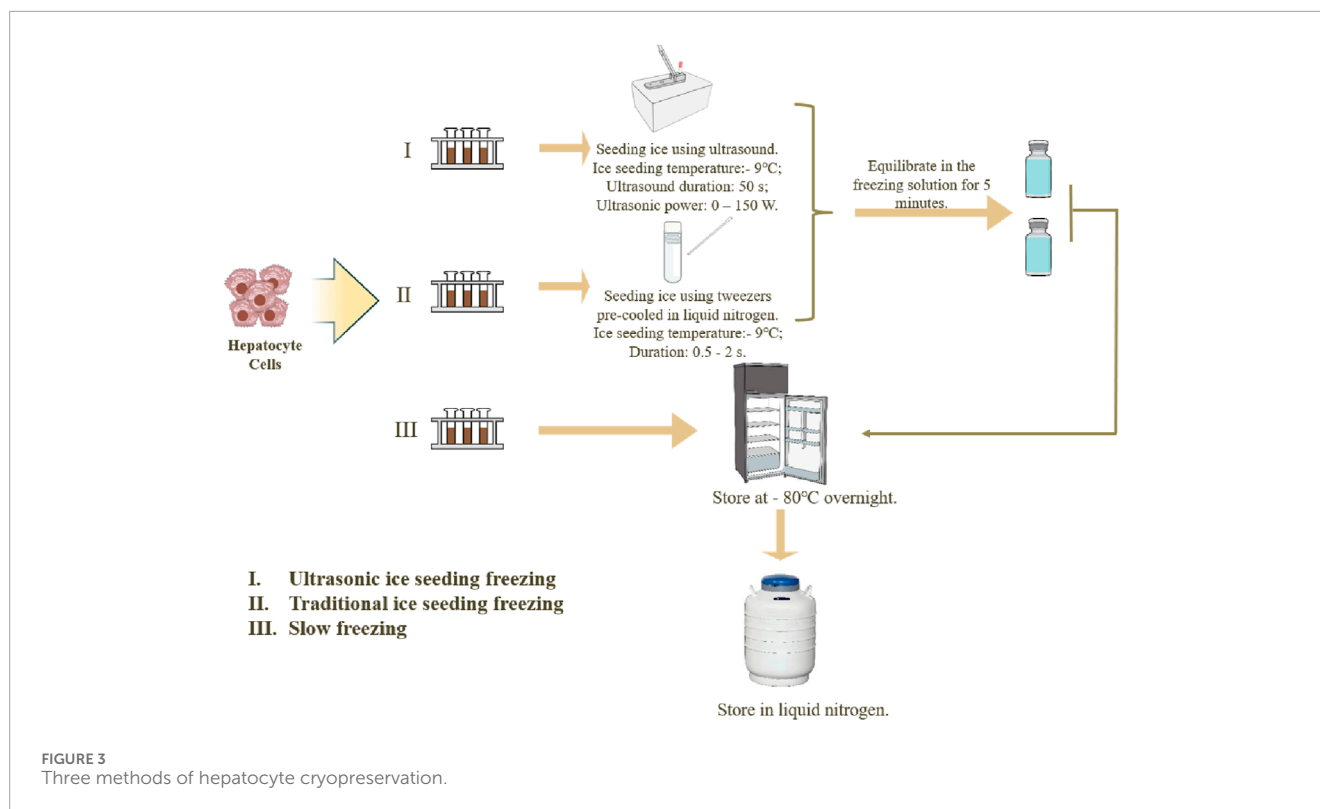 I
Seeding ice using ultrasound.
Ice seeding temperature:- 9℃;
Ultrasound duration: 50 s;
Ultrasonic power: 0 – 150 W.
Equilibrate in the
freezing solution for 5
minutes.
Hepatocyte
Cells
II
Seeding ice using tweezers
pre-cooled in liquid nitrogen.
Ice seeding temperature:- 9℃;
Duration: 0.5 - 2 s.
III
Store at - 80℃ overnight.
I. Ultrasonic ice seeding freezing
II. Traditional ice seeding freezing
III. Slow freezing
Store in liquid nitrogen.
FIGURE 3
Three methods of hepatocyte cryopreservation.